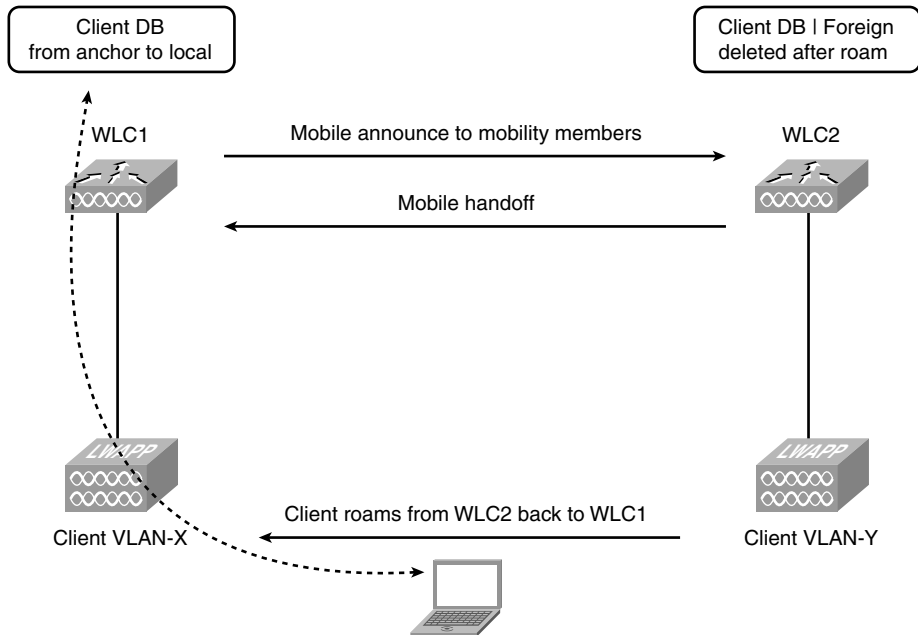 Client DB
from anchor to local
Client DB | Foreign
deleted after roam
WLC1
Mobile announce to mobility members
WLC2
Mobile handoff
LWAPP
LWAPP
Client VLAN-X
Client roams from WLC2 back to WLC1
Client VLAN-Y